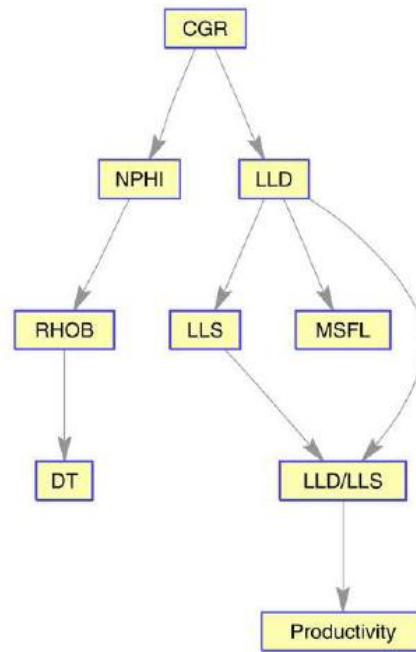 CGR
NPHI
LLD
RHOB
LLS
MSFL
DT
LLD/LLS
Productivity